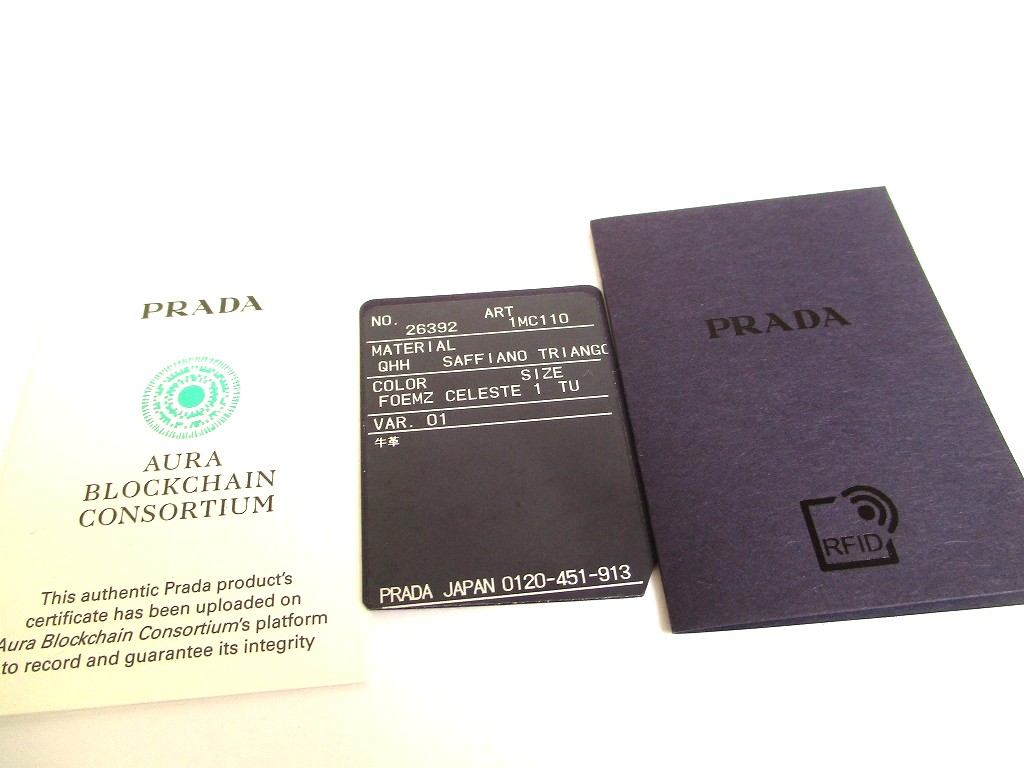 PRADA
AURA
BLOCKCHAIN
CONSORTIUM
This authentic Prada product's
certificate has been uploaded on
Aura Blockchain Consortium's platform
to record and guarantee its integrity
NO. 26392 ART 1MC110
MATERIAL
QHH SAFFIANO TRIANGO
COLOR SIZE
FOEMZ CELESTE 1 TU
VAR. 01
牛革
PRADA JAPAN 0120-451-913
PRADA
RFID